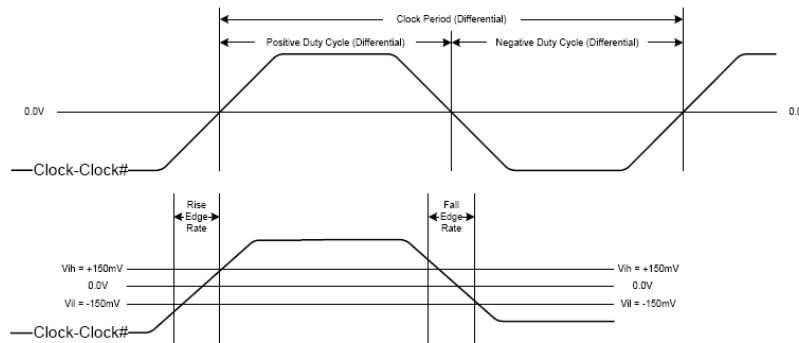 Clock Period (Differential)
Positive Duty Cycle (Differential)
Negative Duty Cycle (Differential)
0.0V
0.
Clock-Clock#
Rise
Edge
Rate
Fall
Edge
Rate
Vih = +150mV
Vih = +150mV
0.0V
0.0V
Vil = -150mV
Vil = -150mV
Clock-Clock#